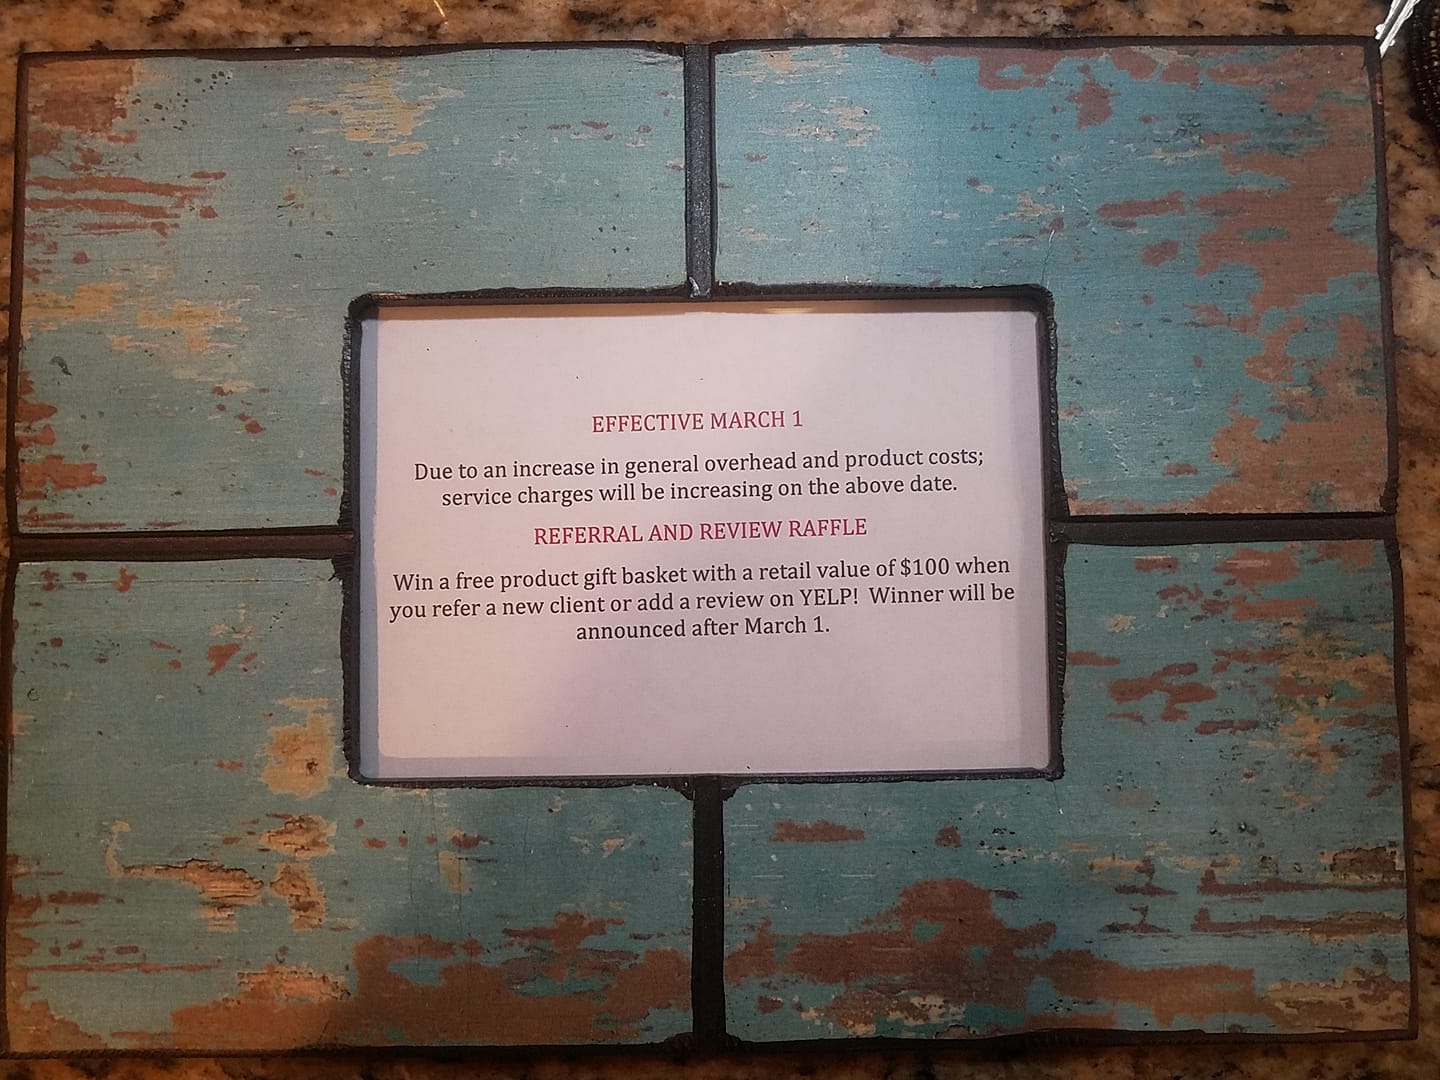 EFFECTIVE MARCH 1
Due to an increase in general overhead and product costs;
service charges will be increasing on the above date.
REFERRAL AND REVIEW RAFFLE
Win a free product gift basket with a retail value of $100 when
you refer a new client or add a review on YELP!  Winner will be
announced after March 1.